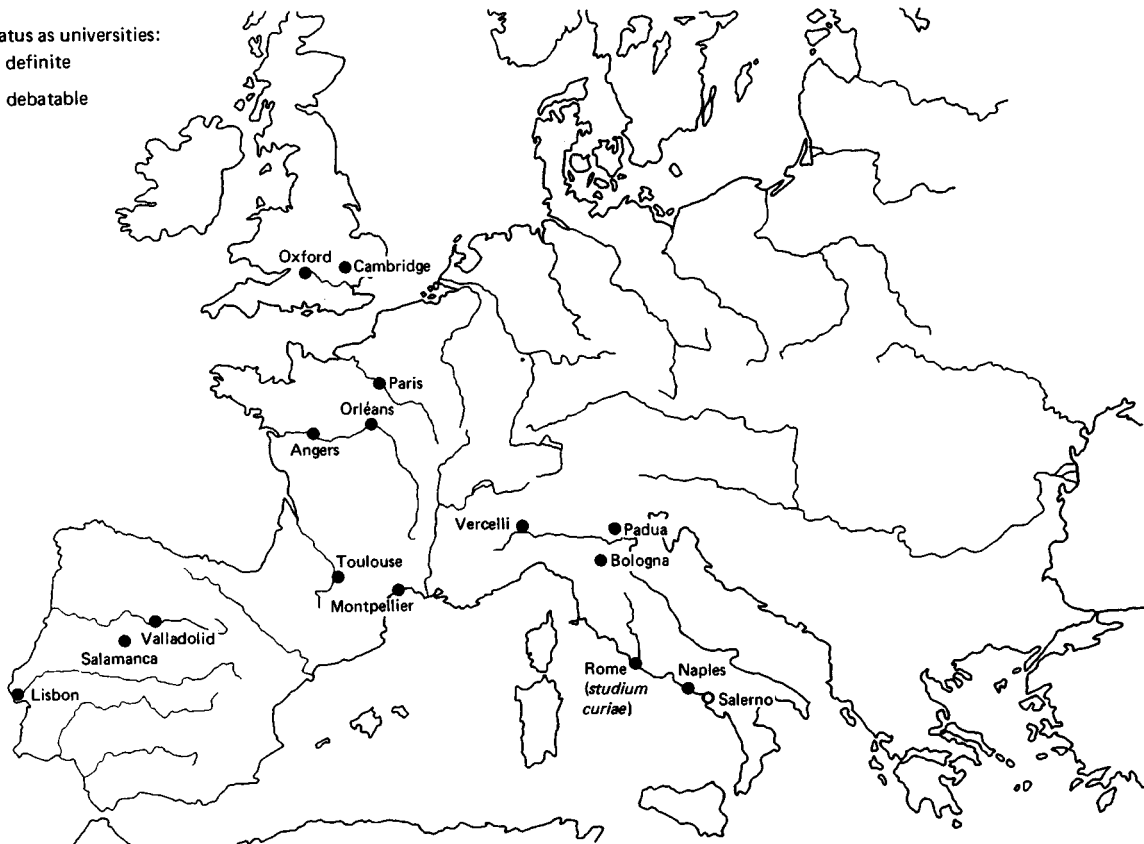 atus as universities:
definite
debatable
Oxford
Cambridge
Paris
Orléans
Angers
Vercelli
Padua
Bologna
Toulouse
Montpellier
Valladolid
Salamanca
Lisbon
Rome
(studium
curiae)
Naples
Salerno